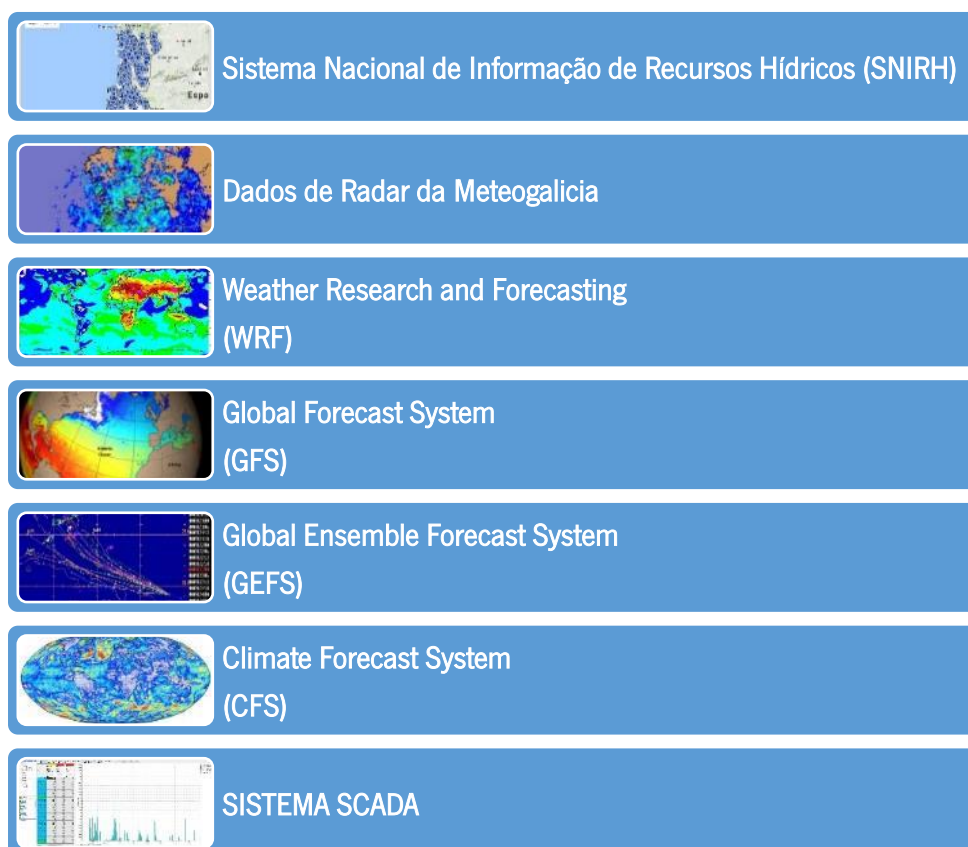 Sistema Nacional de Informação de Recursos Hídricos (SNIRH)
Espa
Dados de Radar da Meteogalicia
Weather Research and Forecasting
(WRF)
Global Forecast System
(GFS)
Global Ensemble Forecast System
(GEFS)
Climate Forecast System
(CFS)
SISTEMA SCADA